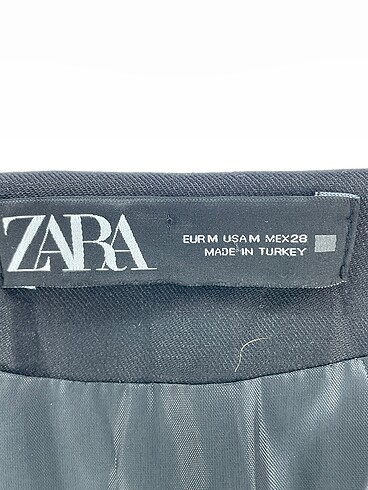 ZARA
EUR M USA M MEX 28
MADE IN TURKEY